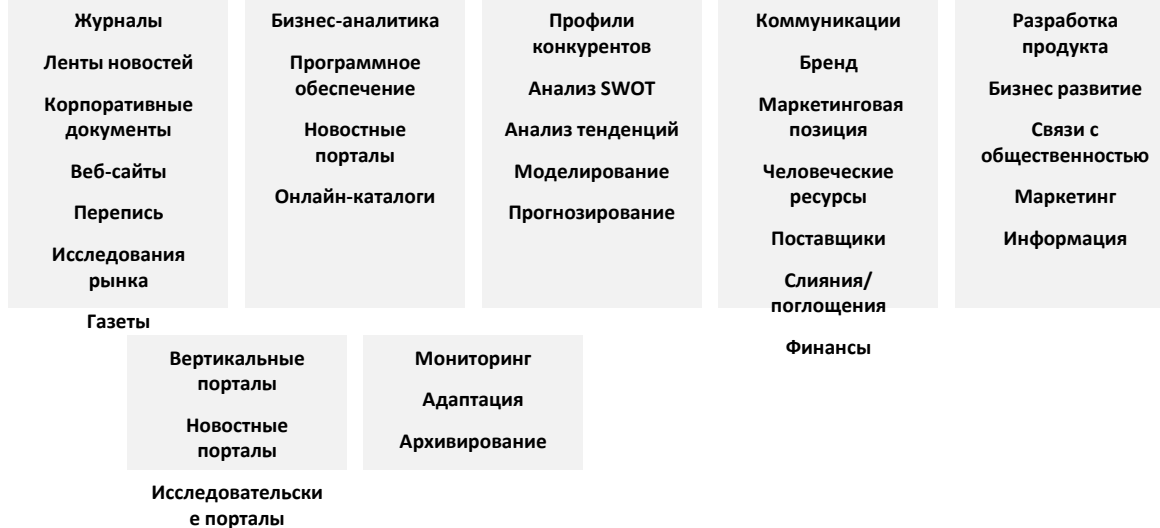 Журналы
Ленты новостей
Корпоративные
документы
Веб-сайты
Перепись
Исследования
рынка
Газеты
Бизнес-аналитика
Программное
обеспечение
Новостные
порталы
Онлайн-каталоги
Профили
конкурентов
Анализ SWOT
Анализ тенденций
Моделирование
Прогнозирование
Коммуникации
Бренд
Маркетинговая
позиция
Человеческие
ресурсы
Поставщики
Слияния/
поглощения
Финансы
Разработка
продукта
Бизнес развитие
Связи с
общественностью
Маркетинг
Информация
Вертикальные
порталы
Новостные
порталы
Исследовательски
е порталы
Мониторинг
Адаптация
Архивирование